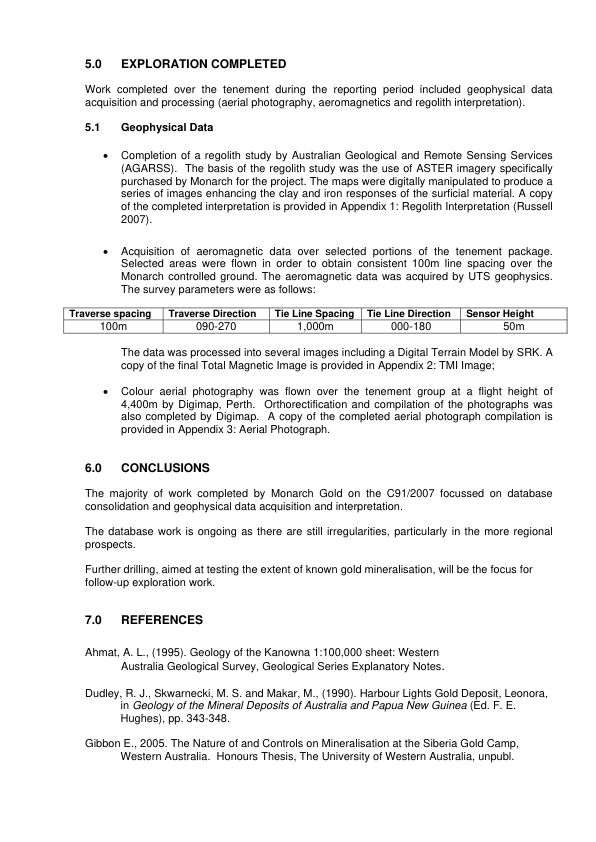 5.0 EXPLORATION COMPLETED
Work completed over the tenement during the reporting period included geophysical data
acquisition and processing (aerial photography, aeromagnetics and regolith interpretation).
5.1 Geophysical Data
• Completion of a regolith study by Australian Geological and Remote Sensing Services
(AGARSS). The basis of the regolith study was the use of ASTER imagery specifically
purchased by Monarch for the project. The maps were digitally manipulated to produce a
series of images enhancing the clay and iron responses of the surficial material. A copy
of the completed interpretation is provided in Appendix 1: Regolith Interpretation (Russell
2007).
• Acquisition of aeromagnetic data over selected portions of the tenement package.
Selected areas were flown in order to obtain consistent 100m line spacing over the
Monarch controlled ground. The aeromagnetic data was acquired by UTS geophysics.
The survey parameters were as follows:
Traverse spacing Traverse Direction Tie Line Spacing Tie Line Direction Sensor Height
100m 090-270 1,000m 000-180 50m
The data was processed into several images including a Digital Terrain Model by SRK. A
copy of the final Total Magnetic Image is provided in Appendix 2: TMI Image;
• Colour aerial photography was flown over the tenement group at a flight height of
4,400m by Digimap, Perth. Orthorectification and compilation of the photographs was
also completed by Digimap. A copy of the completed aerial photograph compilation is
provided in Appendix 3: Aerial Photograph.
6.0 CONCLUSIONS
The majority of work completed by Monarch Gold on the C91/2007 focussed on database
consolidation and geophysical data acquisition and interpretation.
The database work is ongoing as there are still irregularities, particularly in the more regional
prospects.
Further drilling, aimed at testing the extent of known gold mineralisation, will be the focus for
follow-up exploration work.
7.0 REFERENCES
Ahmat, A. L., (1995). Geology of the Kanowna 1:100,000 sheet: Western
Australia Geological Survey, Geological Series Explanatory Notes.
Dudley, R. J., Skwarnecki, M. S. and Makar, M., (1990). Harbour Lights Gold Deposit, Leonora,
in Geology of the Mineral Deposits of Australia and Papua New Guinea (Ed. F. E.
Hughes), pp. 343-348.
Gibbon E., 2005. The Nature of and Controls on Mineralisation at the Siberia Gold Camp,
Western Australia. Honours Thesis, The University of Western Australia, unpubl.